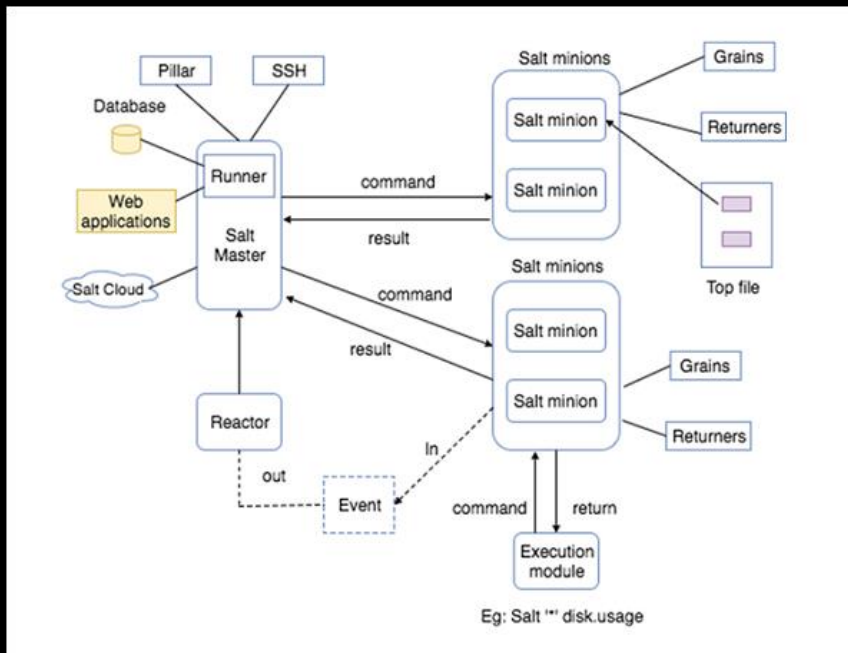 Pillar
SSH
Database
Runner
Web
applications
Salt
Master
Salt Cloud
command
result
command
result
Salt minions
Salt minion
Salt minion
Grains
Returners
Top file
Salt minions
Salt minion
Salt minion
Grains
Returners
Reactor
out
In
Event
command
return
Execution
module
Eg: Salt '*' disk.usage